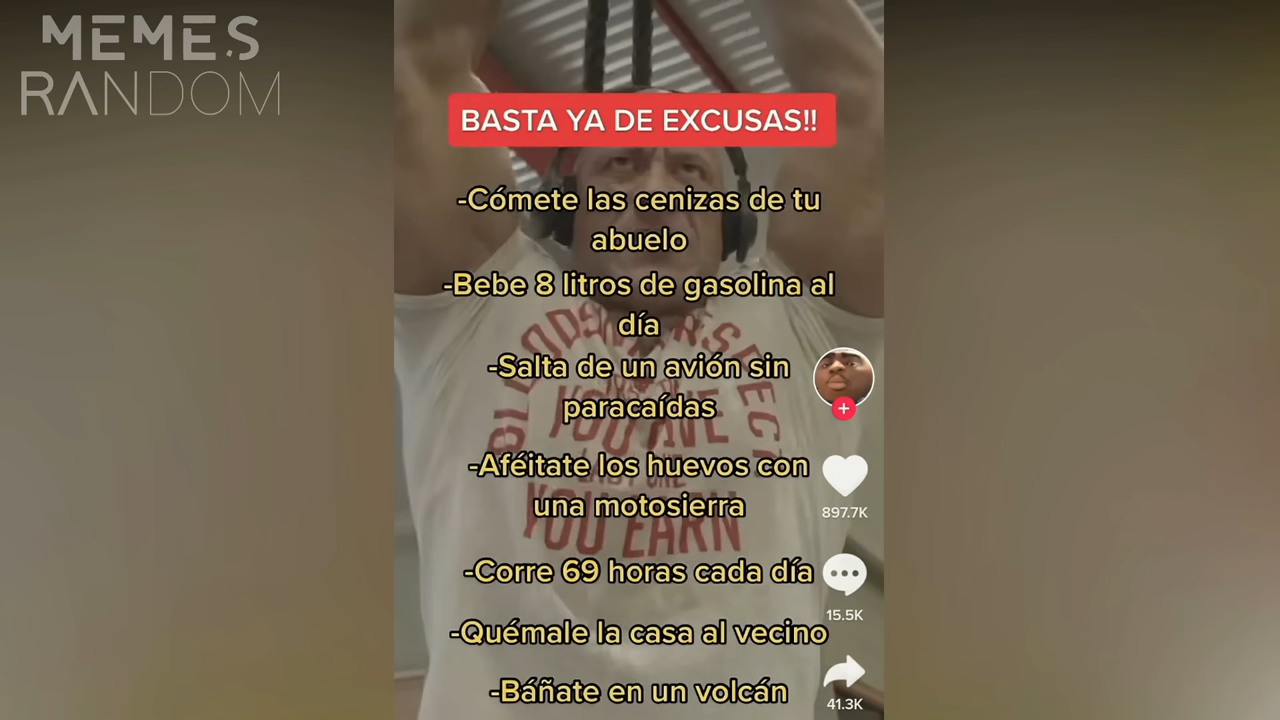 MEMES
RANDOM
BASTA YA DE EXCUSAS!!
-Cómete las cenizas de tu
abuelo
-Bebe 8 litros de gasolina al
día
-Salta de un avión sin
paracaídas
-Aféitate los huevos con
una motosierra
-Corre 69 horas cada día
-Quémale la casa al vecino
-Báñate en un volcán
YOU EARN
897.7K
15.5K
41.3K